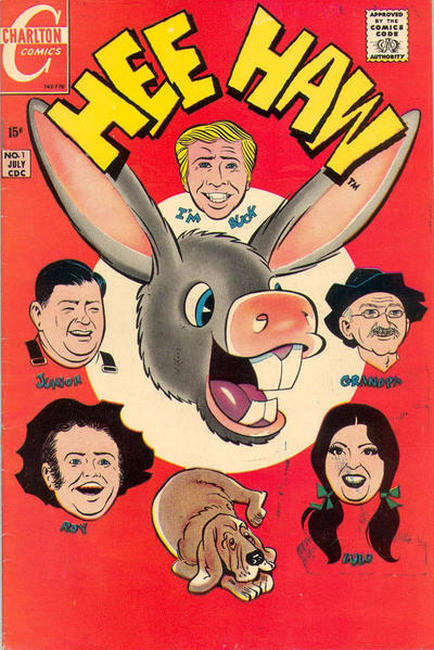 CHARLTON
COMICS
APPROVED
BY THE
COMICS
CODE
AUTHORITY
HEE HAW
TM
15¢
NO. 1
JULY
CDC
I'M BUCK
JUNIOR
GRANDPA
ROY
LULU